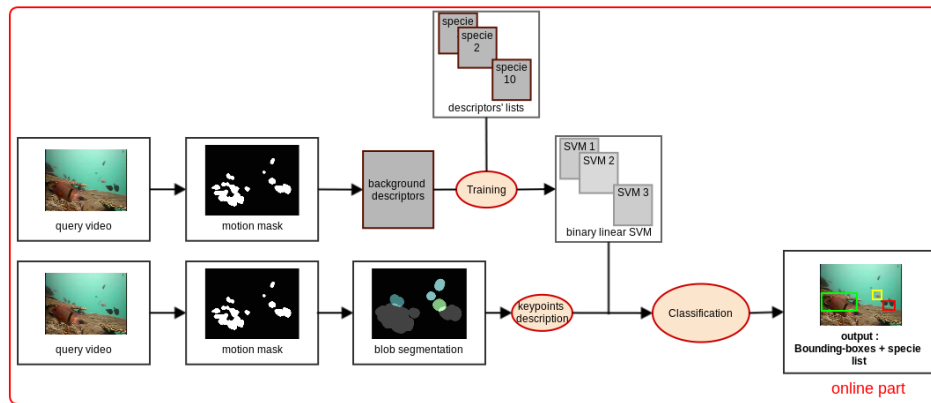 specie
specie
2
specie
10
descriptors' lists
query video
motion mask
background
descriptors
Training
SVM 1
SVM 2
SVM 3
binary linear SVM
query video
motion mask
blob segmentation
keypoints
description
Classification
output :
Bounding-boxes + specie
list
online part